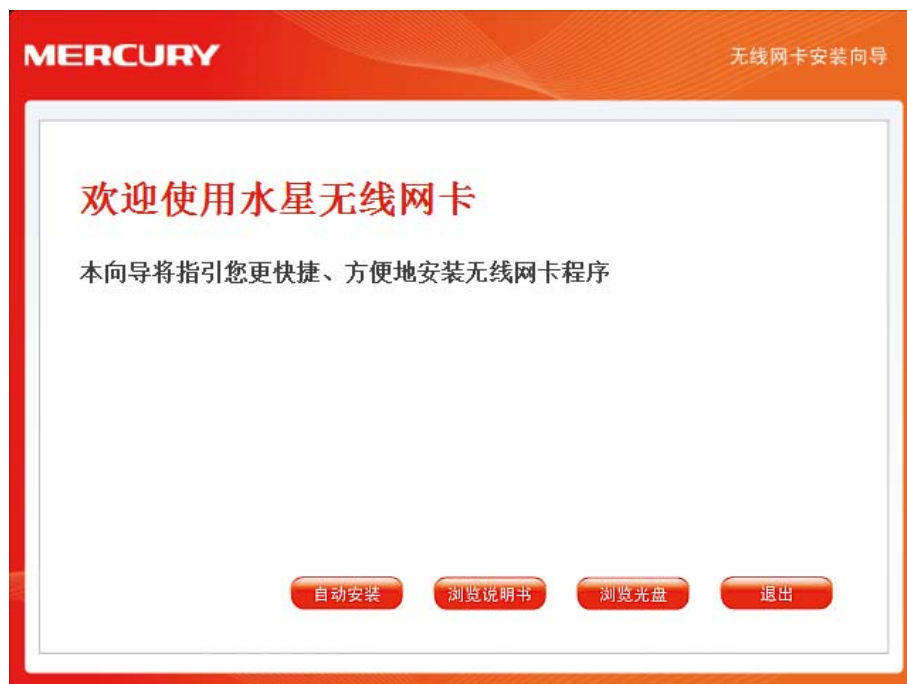 MERCURY
无线网卡安装向导
欢迎使用水星无线网卡
本向导将指引您更快捷、方便地安装无线网卡程序
自动安装
浏览说明书
浏览光盘
退出